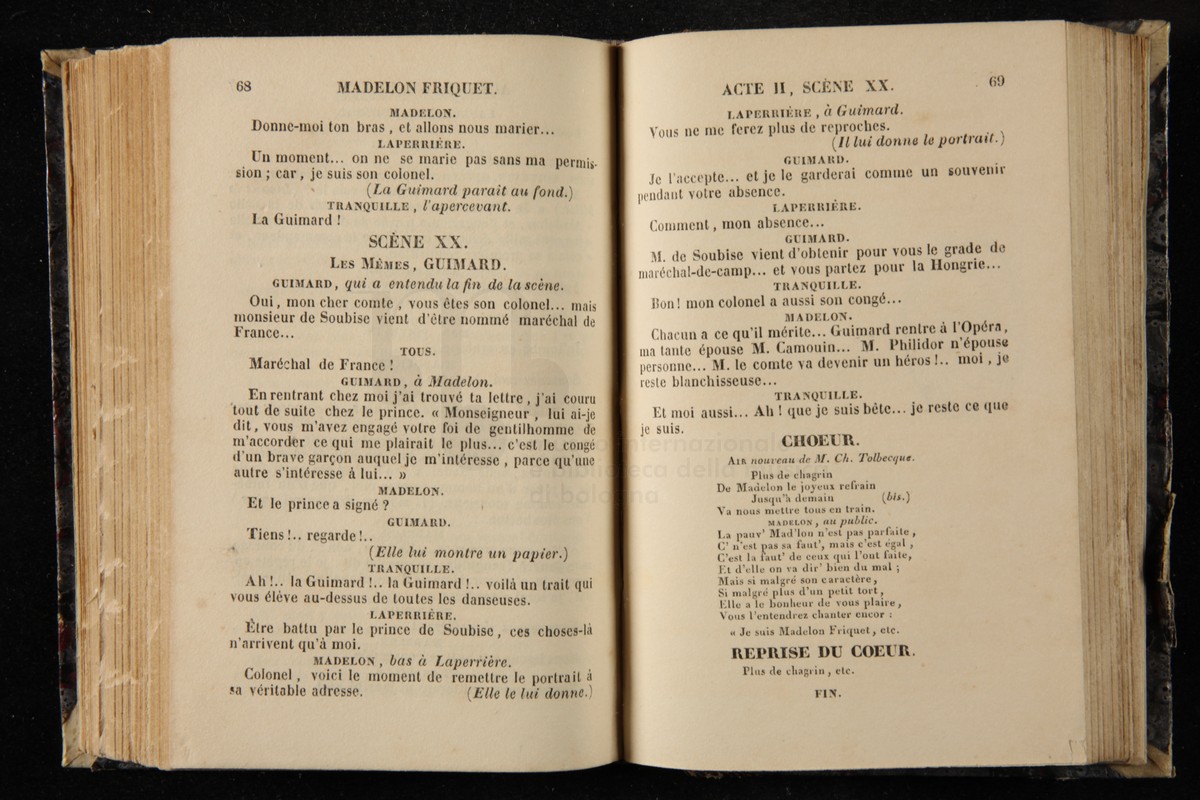 68 MADELON FRIQUET.
MADELON.
Donne-moi ton bras , et allons nous marier...
LAPERRIÈRE.
Un moment... on ne se marie pas sans ma permis-
sion ; car , je suis son colonel.
(La Guimard paraît au fond.)
TRANQUILLE , l'apercevant.
La Guimard !
SCÈNE XX.
LES MÊMES , GUIMARD.
GUIMARD, qui a entendu la fin de la scène.
Oui, mon cher comte , vous êtes son colonel... mais
monsieur de Soubise vient d'être nommé maréchal de
France...
TOUS.
Maréchal de France !
GUIMARD, à Madelon.
En rentrant chez moi j'ai trouvé ta lettre , j'ai couru
tout de suite chez le prince. « Monseigneur , lui ai-je
dit , vous m'avez engagé votre foi de gentilhomme de
m'accorder ce qui me plairait le plus... c'est le congé
d'un brave garçon auquel je m'intéresse , parce qu'une
autre s'intéresse à lui... »
MADELON.
Et le prince a signé ?
GUIMARD.
Tiens !.. regarde !..
(Elle lui montre un papier.)
TRANQUILLE.
Ah !.. la Guimard !.. la Guimard !.. voilà un trait qui
vous élève au-dessus de toutes les danseuses.
LAPERRIÈRE.
Être battu par le prince de Soubise , ces choses-là
n'arrivent qu'à moi.
MADELON , bas à Laperrière.
Colonel , voici le moment de remettre le portrait à
sa véritable adresse. (Elle le lui donne.)
ACTE II, SCÈNE XX. 69
LAPERRIÈRE , à Guimard.
Vous ne me ferez plus de reproches.
(Il lui donne le portrait.)
GUIMARD.
Je l'accepte... et je le garderai comme un souvenir
pendant votre absence.
LAPERRIÈRE.
Comment , mon absence...
GUIMARD.
M. de Soubise vient d'obtenir pour vous le grade de
maréchal-de-camp... et vous partez pour la Hongrie...
TRANQUILLE.
Bon ! mon colonel a aussi son congé...
MADELON.
Chacun a ce qu'il mérite... Guimard rentre à l'Opéra,
ma tante épouse M. Camouin... M. Philidor n'épouse
personne... M. le comte va devenir un héros !.. moi , je
reste blanchisseuse...
TRANQUILLE.
Et moi aussi... Ah ! que je suis bête... je reste ce que
je suis.
CHOEUR.
AIR nouveau de M. Ch. Tolbecque.
Plus de chagrin
De Madelon le joyeux refrain
Jusqu'à demain (bis.)
Va nous mettre tous en train.
MADELON , au public.
La pauv' Mad'lon n'est pas parfaite ,
C' n'est pas sa faut', mais c'est égal ,
C'est la faut' de ceux qui l'ont faite,
Et d'elle on va dir' bien du mal ;
Mais si malgré son caractère ,
Si malgré plus d'un petit tort ,
Elle a le bonheur de vous plaire ,
Vous l'entendrez chanter encor :
« Je suis Madelon Friquet , etc.
REPRISE DU COEUR.
Plus de chagrin , etc.
FIN.
internazionale
e biblioteca della
di bologna